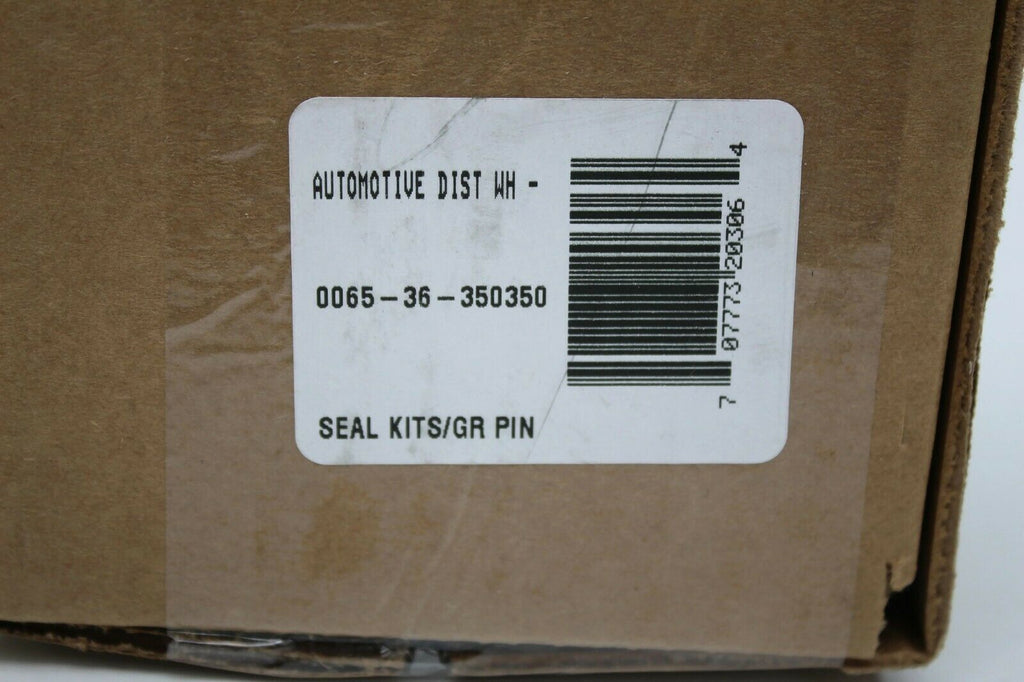 AUTOMOTIVE DIST WH -
0065-36-350350
SEAL KITS/GR PIN
7 07773 20306 4